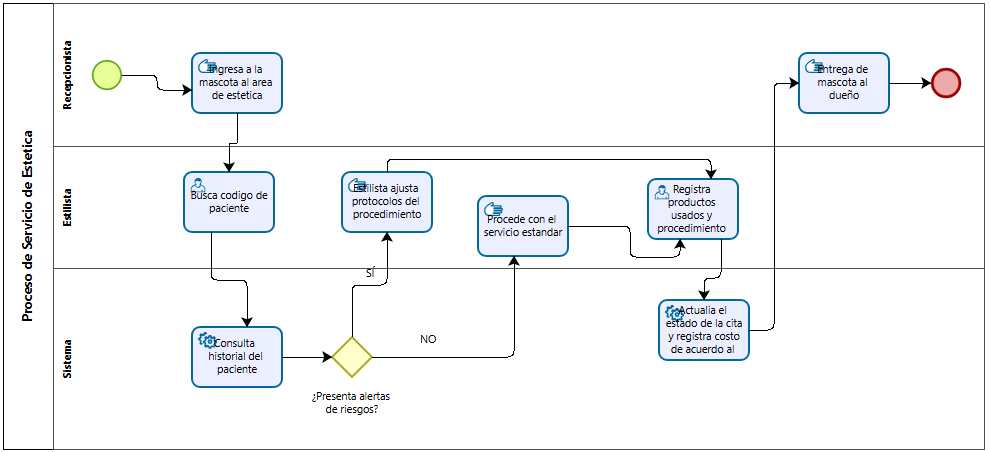 Proceso de Servicio de Estetica
Recepcionista
Ingresa a la
mascota al area
de estetica
Entrega de
mascota al
dueño
Estilista
Busca codigo de
paciente
Estilista ajusta
protocolos del
procedimiento
Procede con el
servicio estandar
Registra
productos
usados y
procedimiento
Sistema
Consulta
historial del
paciente
¿Presenta alertas
de riesgos?
SÍ
NO
Actualia el
estado de la cita
y registra costo
de acuerdo al